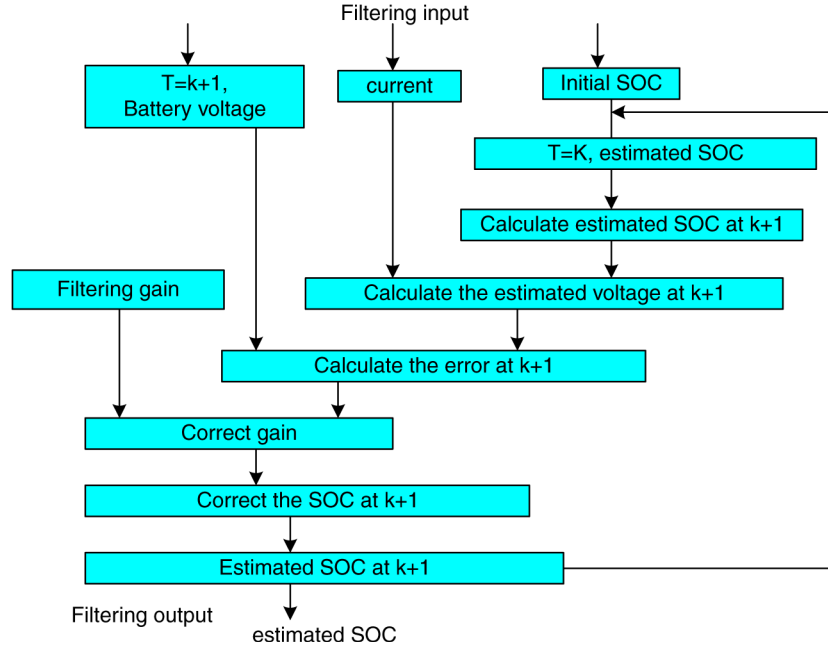 Filtering input
T=k+1,
Battery voltage
current
Initial SOC
T=K, estimated SOC
Calculate estimated SOC at k+1
Filtering gain
Calculate the estimated voltage at k+1
Calculate the error at k+1
Correct gain
Correct the SOC at k+1
Estimated SOC at k+1
Filtering output
estimated SOC